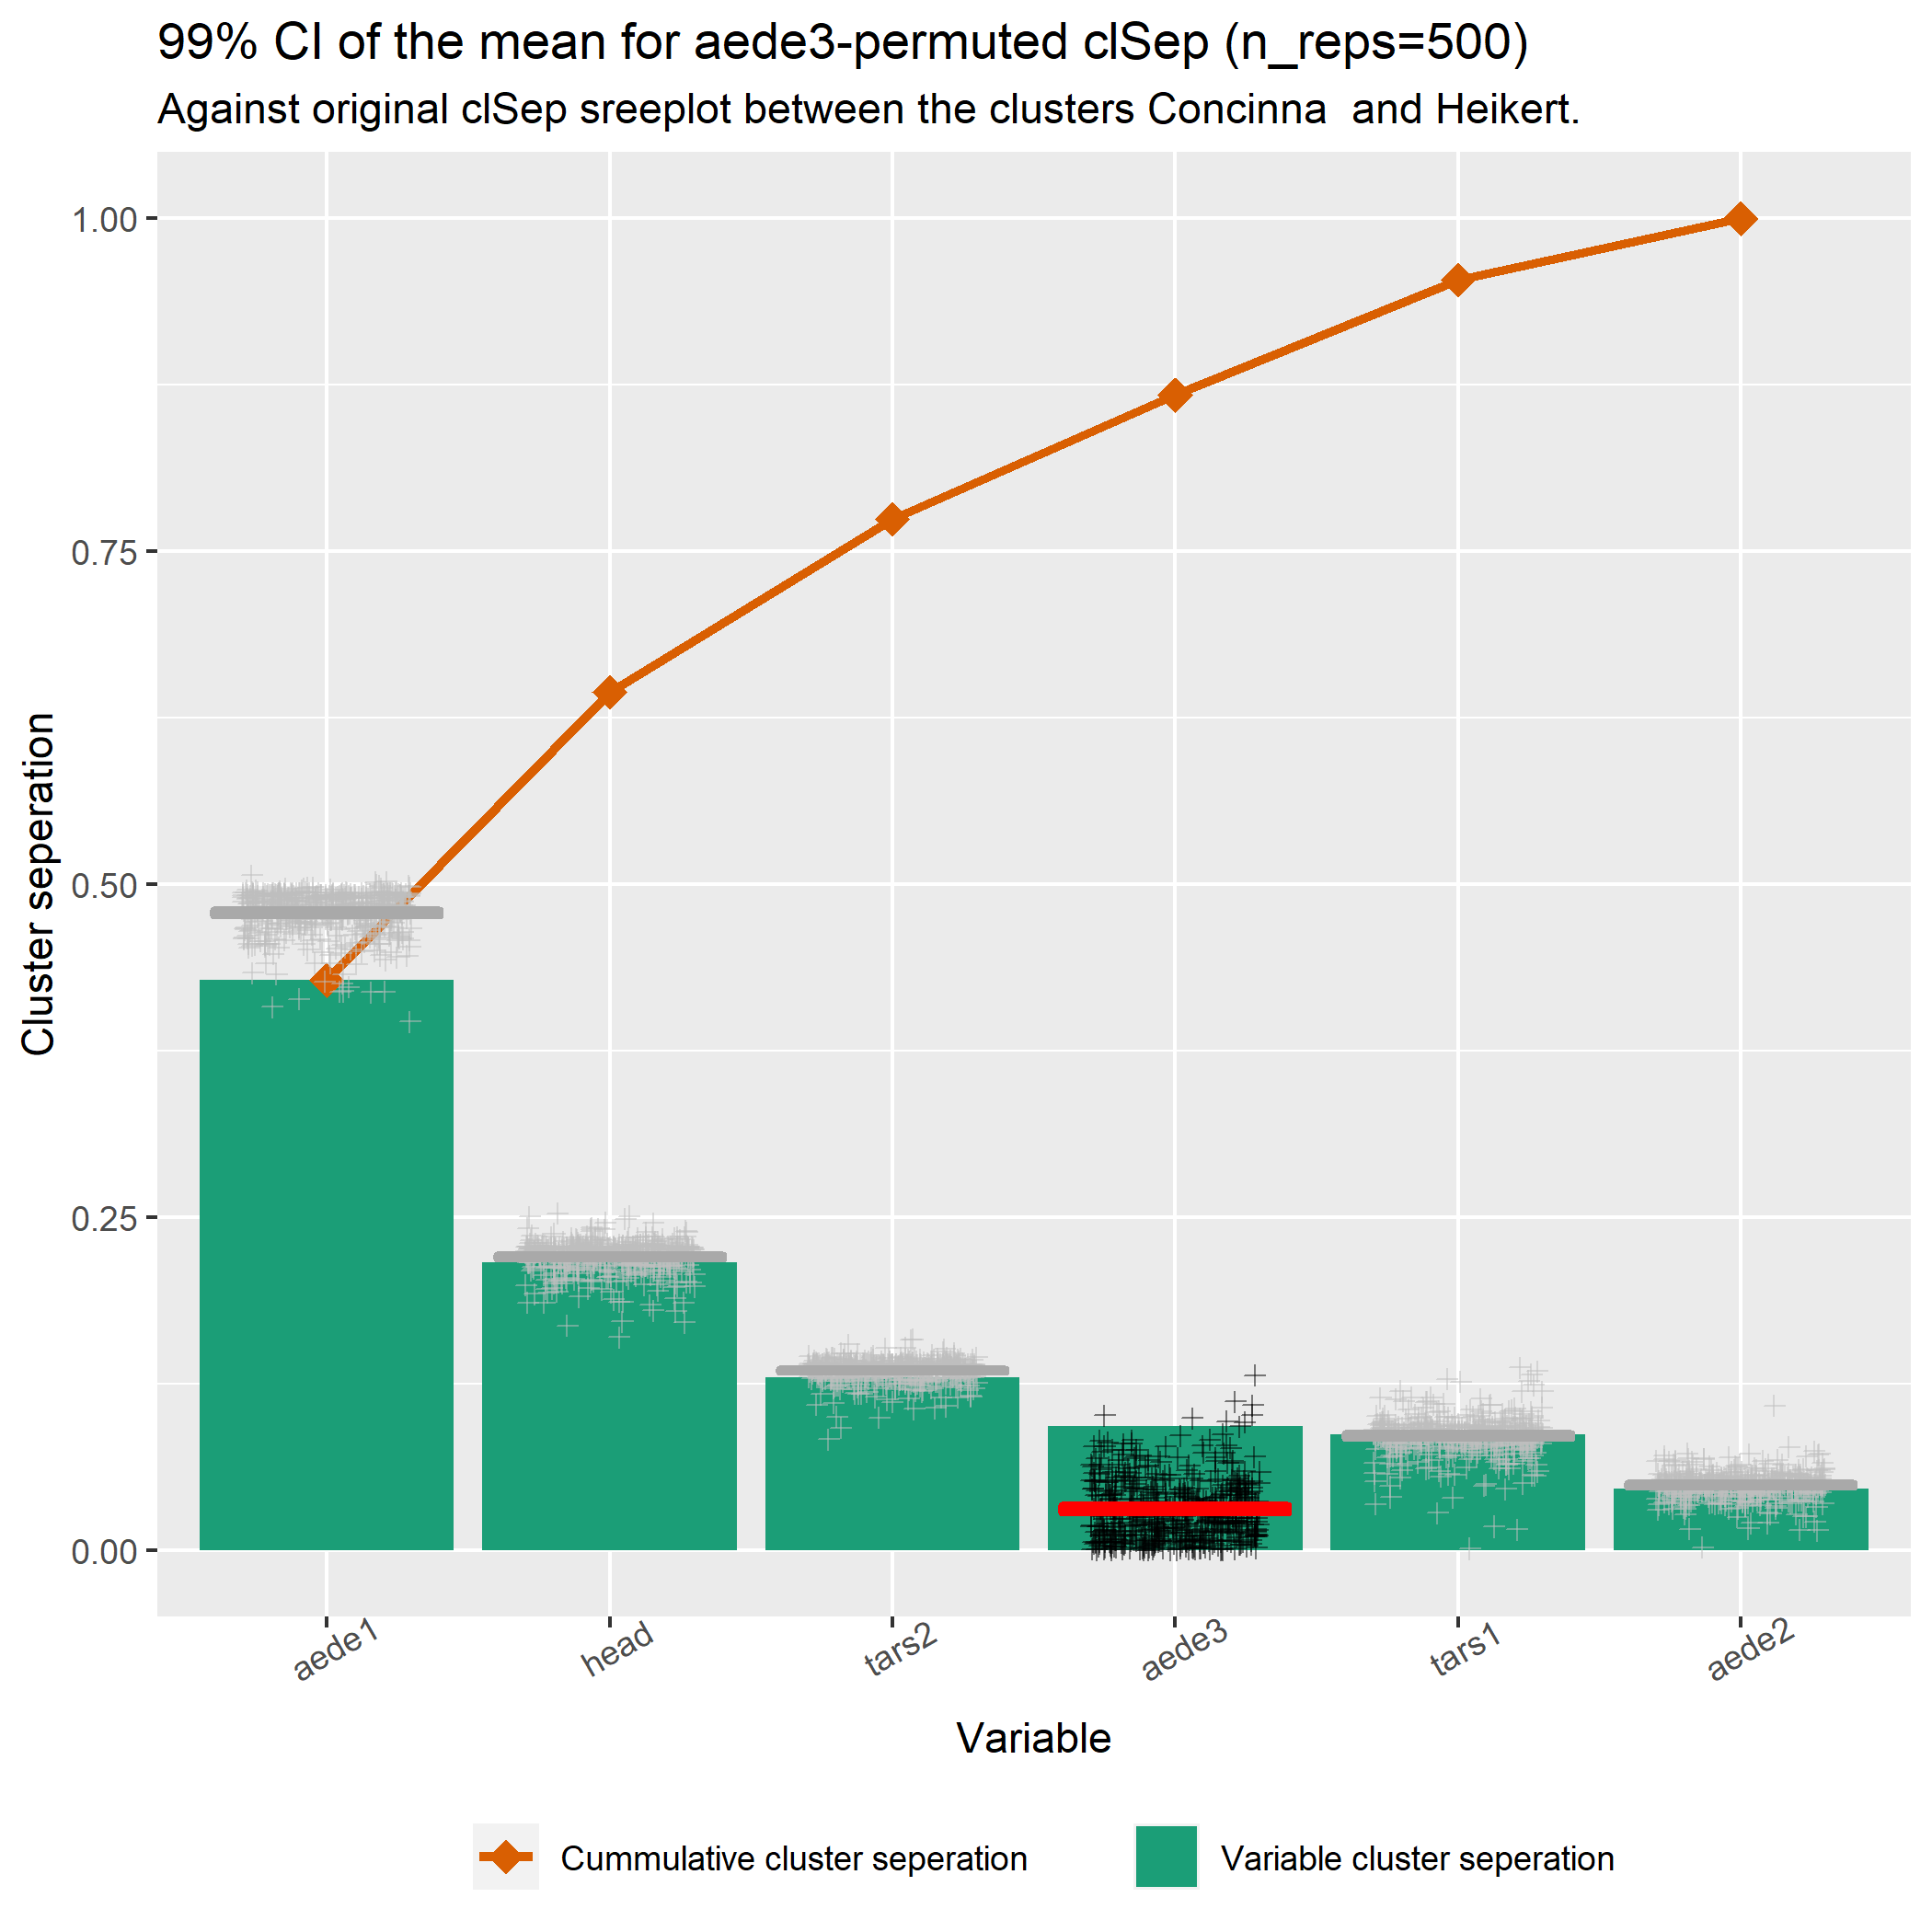 99% CI of the mean for aede3-permuted clSep (n_reps=500)
Against original clSep sreeplot between the clusters Concinna  and Heikert.
1.00
0.75
0.50
0.25
0.00
Cluster seperation
aede1
head
tars2
aede3
tars1
aede2
Variable
Cummulative cluster seperation
Variable cluster seperation